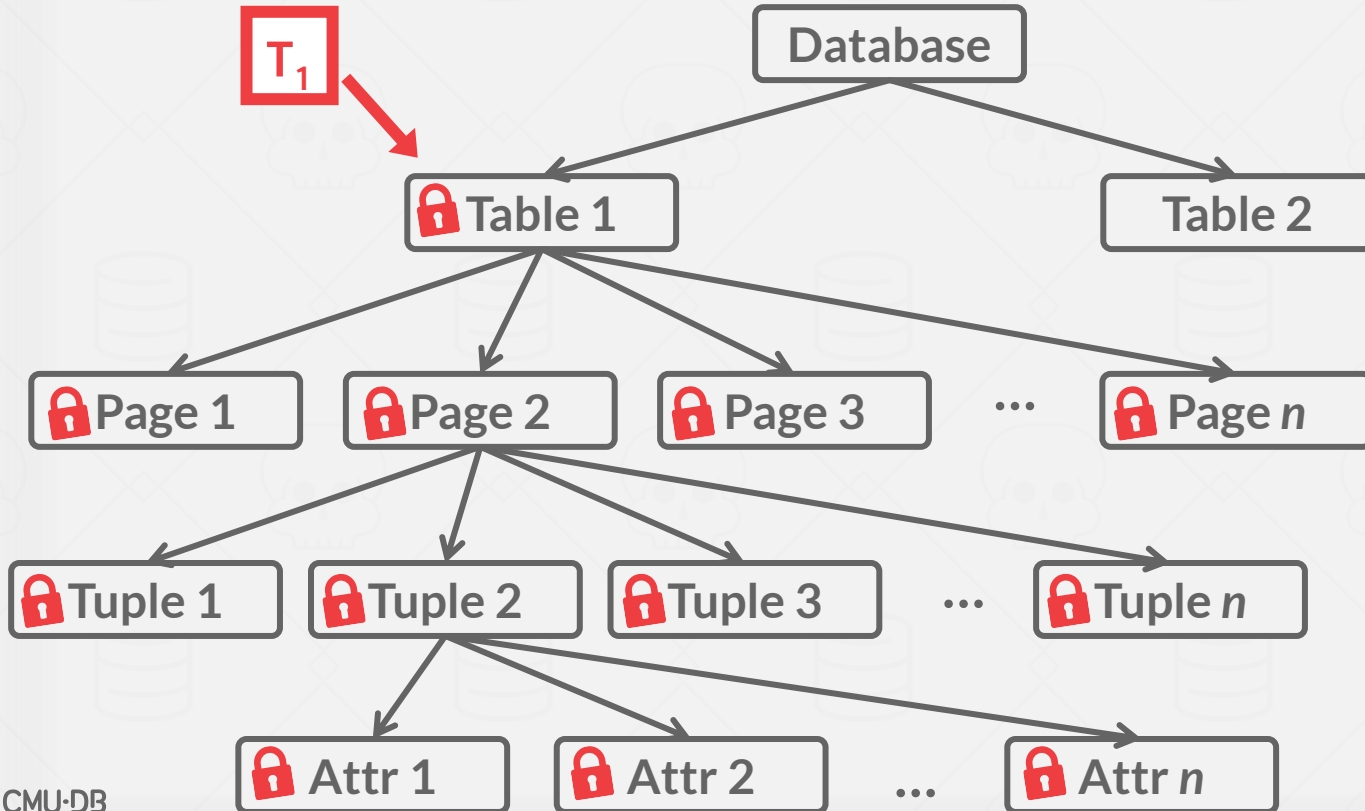 T1
Database
Table 1
Table 2
Page 1
Page 2
Page 3
...
Page n
Tuple 1
Tuple 2
Tuple 3
...
Tuple n
Attr 1
Attr 2
...
Attr n
CMU·DB